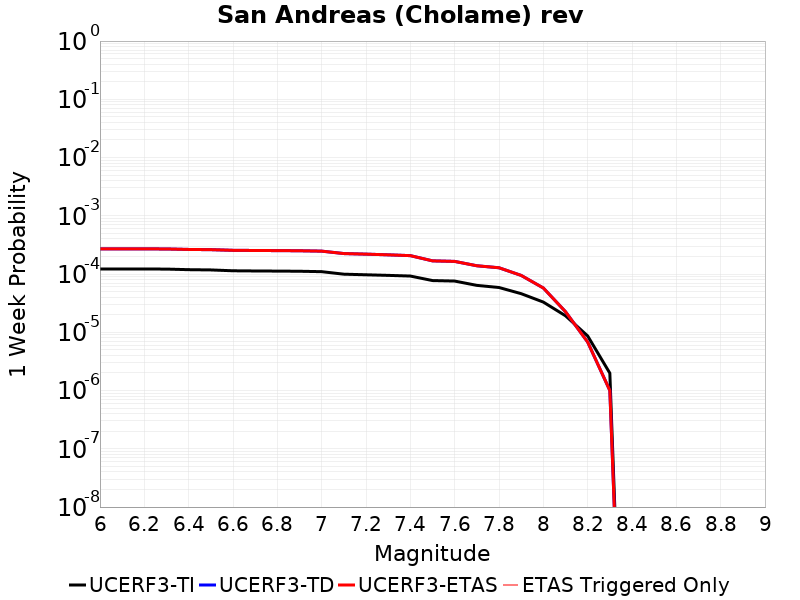 San Andreas (Cholame) rev
10^0
10^-1
10^-2
10^-3
10^-4
10^-5
10^-6
10^-7
10^-8
1 Week Probability
6 6.2 6.4 6.6 6.8 7 7.2 7.4 7.6 7.8 8 8.2 8.4 8.6 8.8 9
Magnitude
UCERF3-TI UCERF3-TD UCERF3-ETAS ETAS Triggered Only